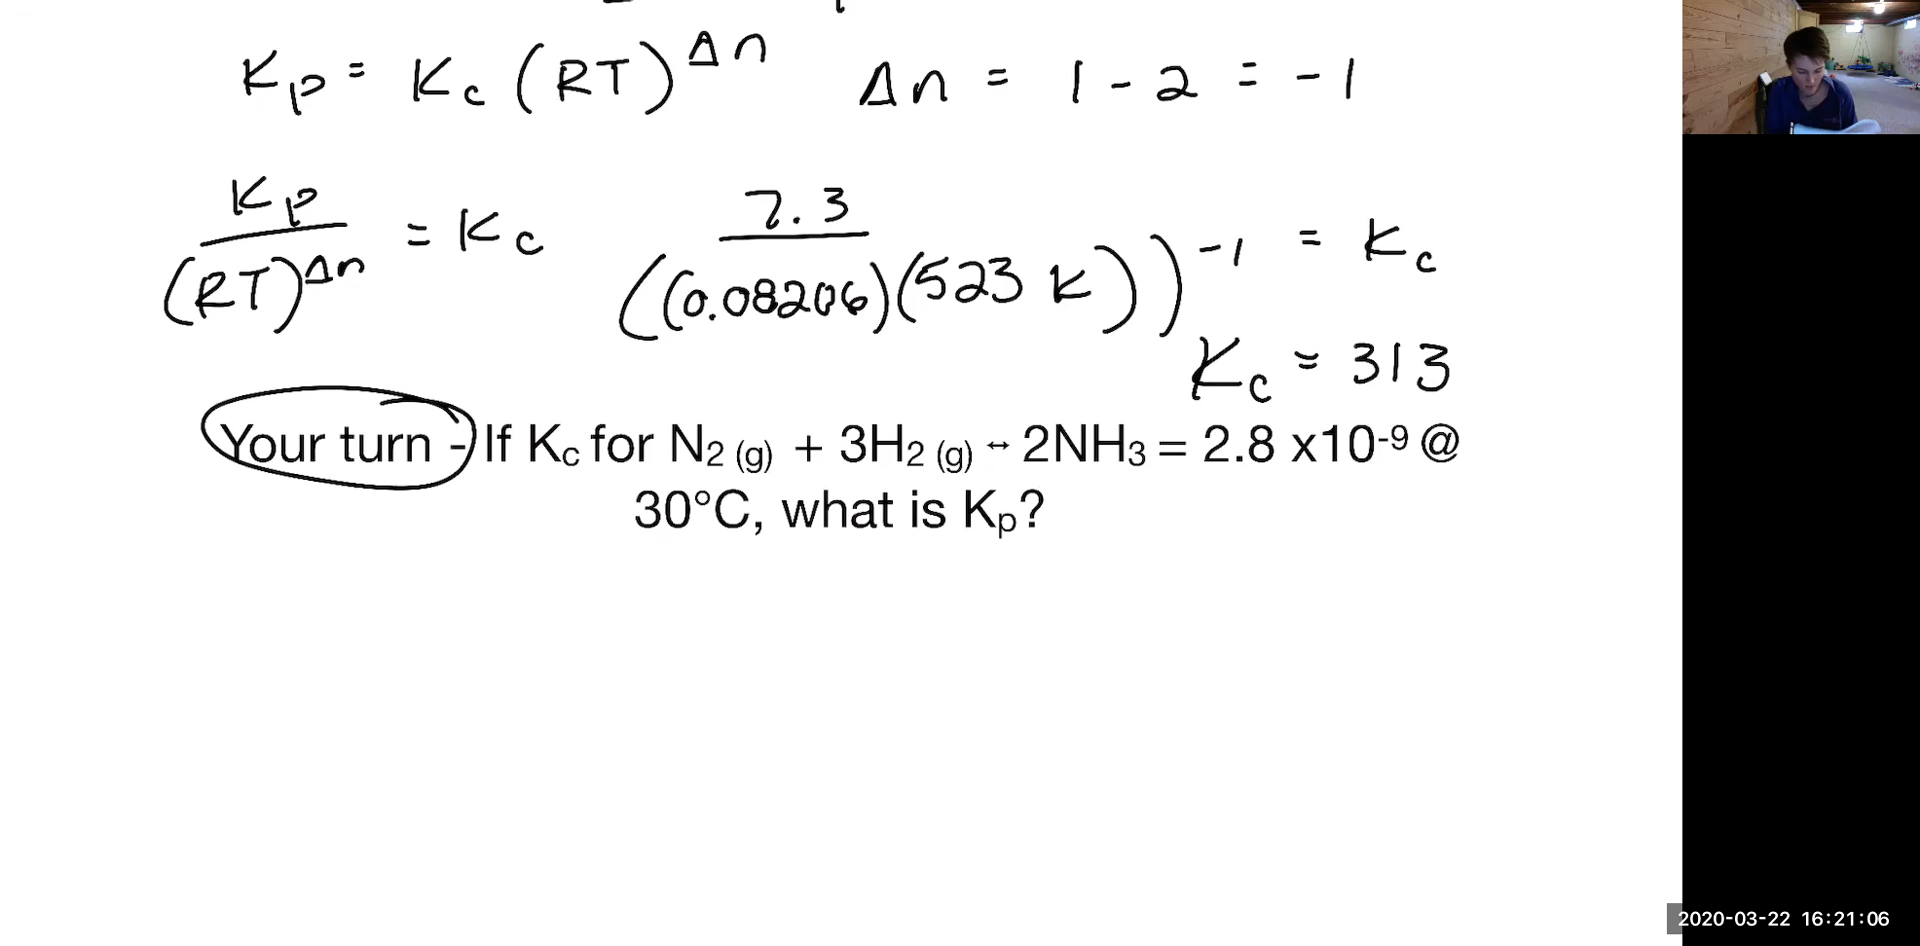 Kp = Kc (RT)^Δn Δn = 1 - 2 = -1
Kp/(RT)^Δn = Kc 7.3/((0.08206)(523 K))^-1 = Kc
Kc ≈ 313
Your turn - If Kc for N2 (g) + 3H2 (g) ↔ 2NH3 = 2.8 x10-9 @
30°C, what is Kp?
2020-03-22 16:21:06